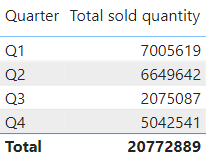 Quarter Total sold quantity
Q1 7005619
Q2 6649642
Q3 2075087
Q4 5042541
Total 20772889